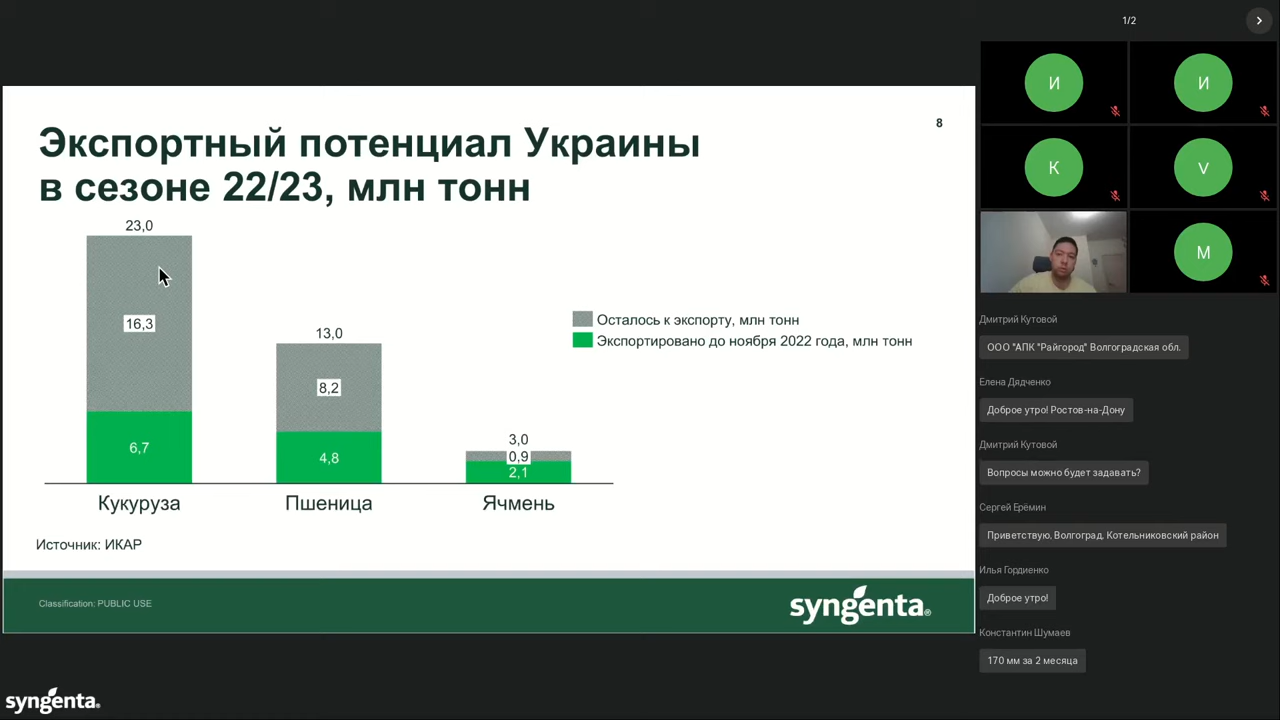 1/2
8
Экспортный потенциал Украины
в сезоне 22/23, млн тонн
23,0
16,3
6,7
13,0
8,2
4,8
3,0
0,9
2,1
Кукуруза
Пшеница
Ячмень
Осталось к экспорту, млн тонн
Экспортировано до ноября 2022 года, млн тонн
Источник: ИКАР
Classification: PUBLIC USE
syngenta®
syngenta.
И
И
К
V
М
Дмитрий Кутовой
ООО "АПК "Райгород" Волгоградская обл.
Елена Дядченко
Доброе утро! Ростов-на-Дону
Дмитрий Кутовой
Вопросы можно будет задавать?
Сергей Ерёмин
Приветствую, Волгоград, Котельниковский район
Илья Гордиенко
Доброе утро!
Константин Шумаев
170 мм за 2 месяца